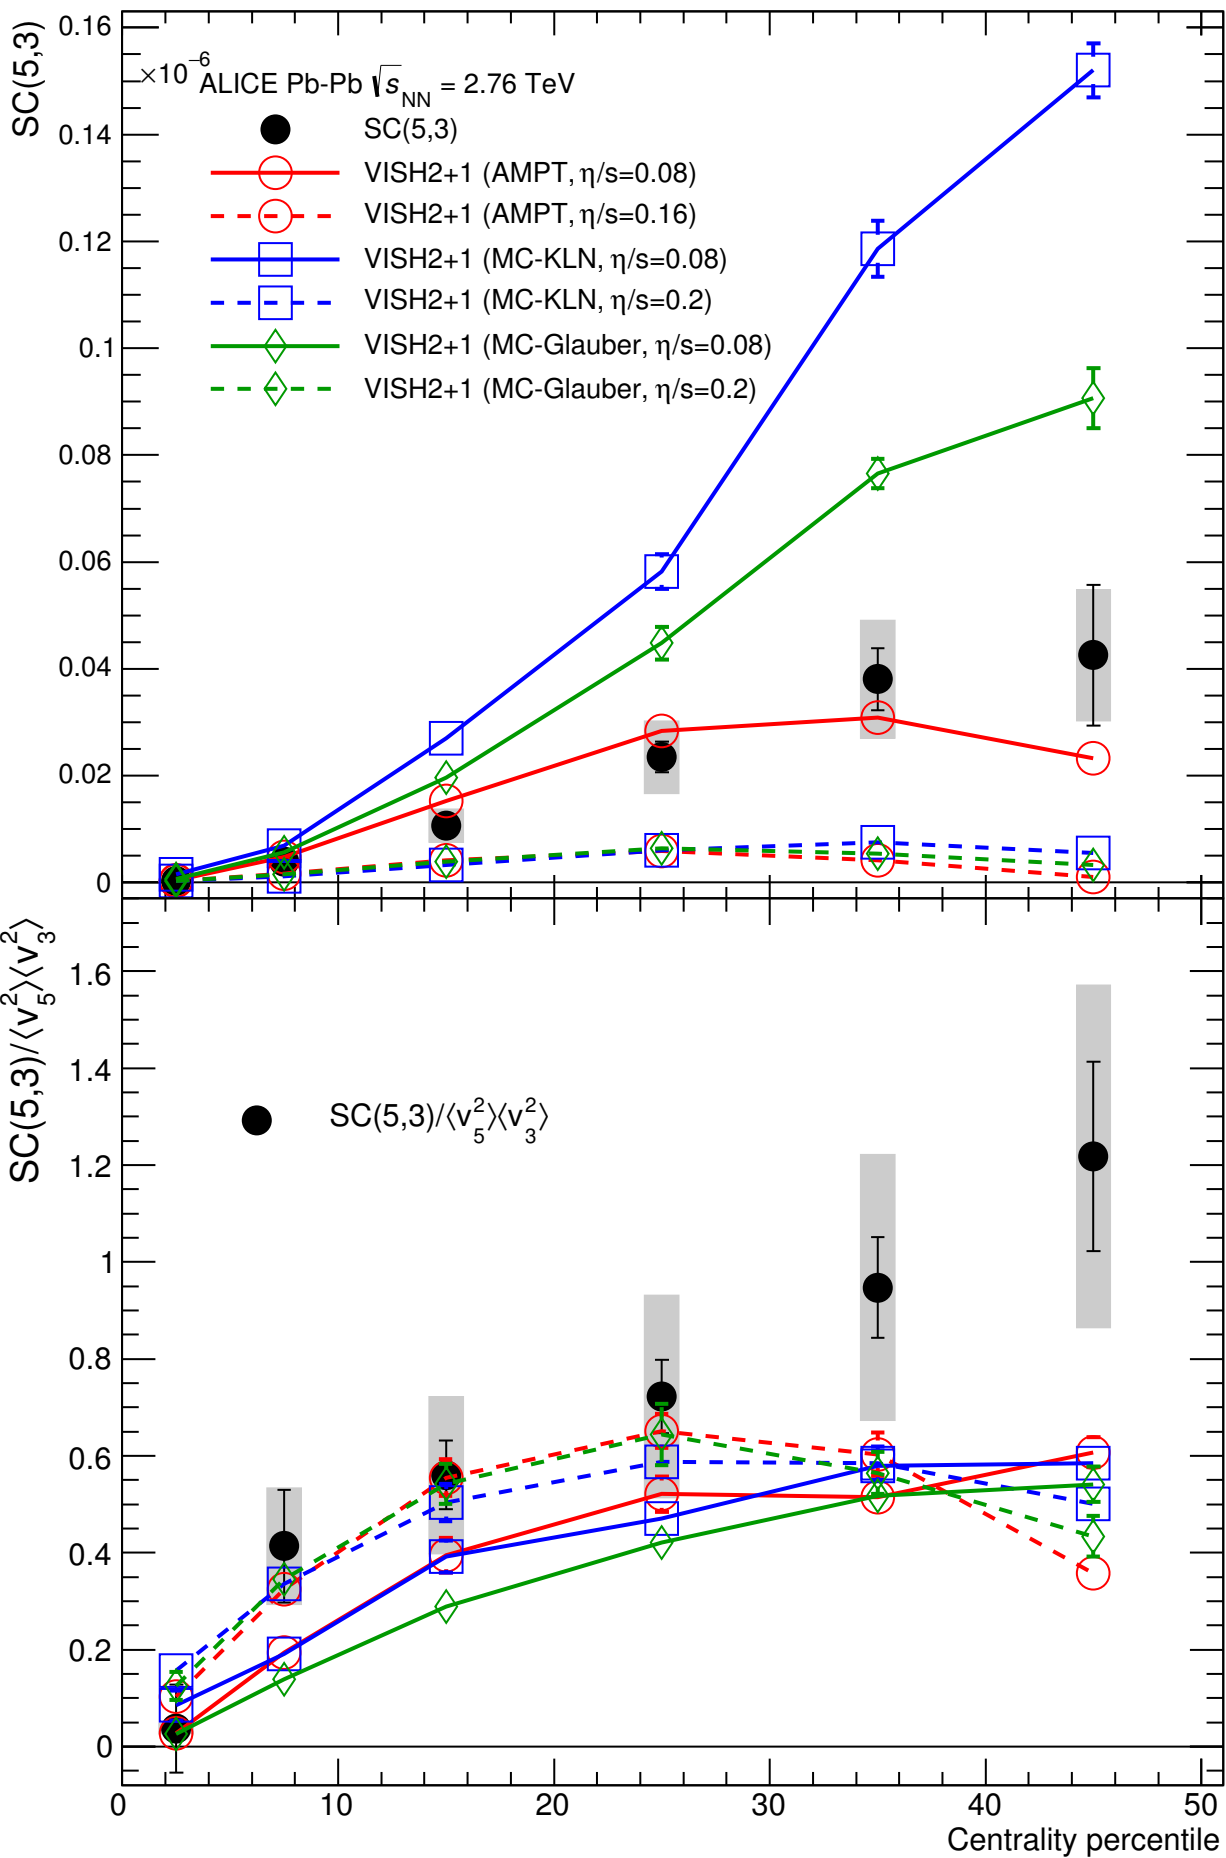 SC(5,3)
0.16
×10⁻⁶
ALICE Pb-Pb √s_NN = 2.76 TeV
0.14
SC(5,3)
VISH2+1 (AMPT, η/s=0.08)
VISH2+1 (AMPT, η/s=0.16)
0.12
VISH2+1 (MC-KLN, η/s=0.08)
VISH2+1 (MC-KLN, η/s=0.2)
0.1
VISH2+1 (MC-Glauber, η/s=0.08)
VISH2+1 (MC-Glauber, η/s=0.2)
0.08
0.06
0.04
0.02
0
SC(5,3)/⟨v₅²⟩⟨v₃²⟩
1.6
1.4
SC(5,3)/⟨v₅²⟩⟨v₃²⟩
1.2
1
0.8
0.6
0.4
0.2
0
0 10 20 30 40 50
Centrality percentile